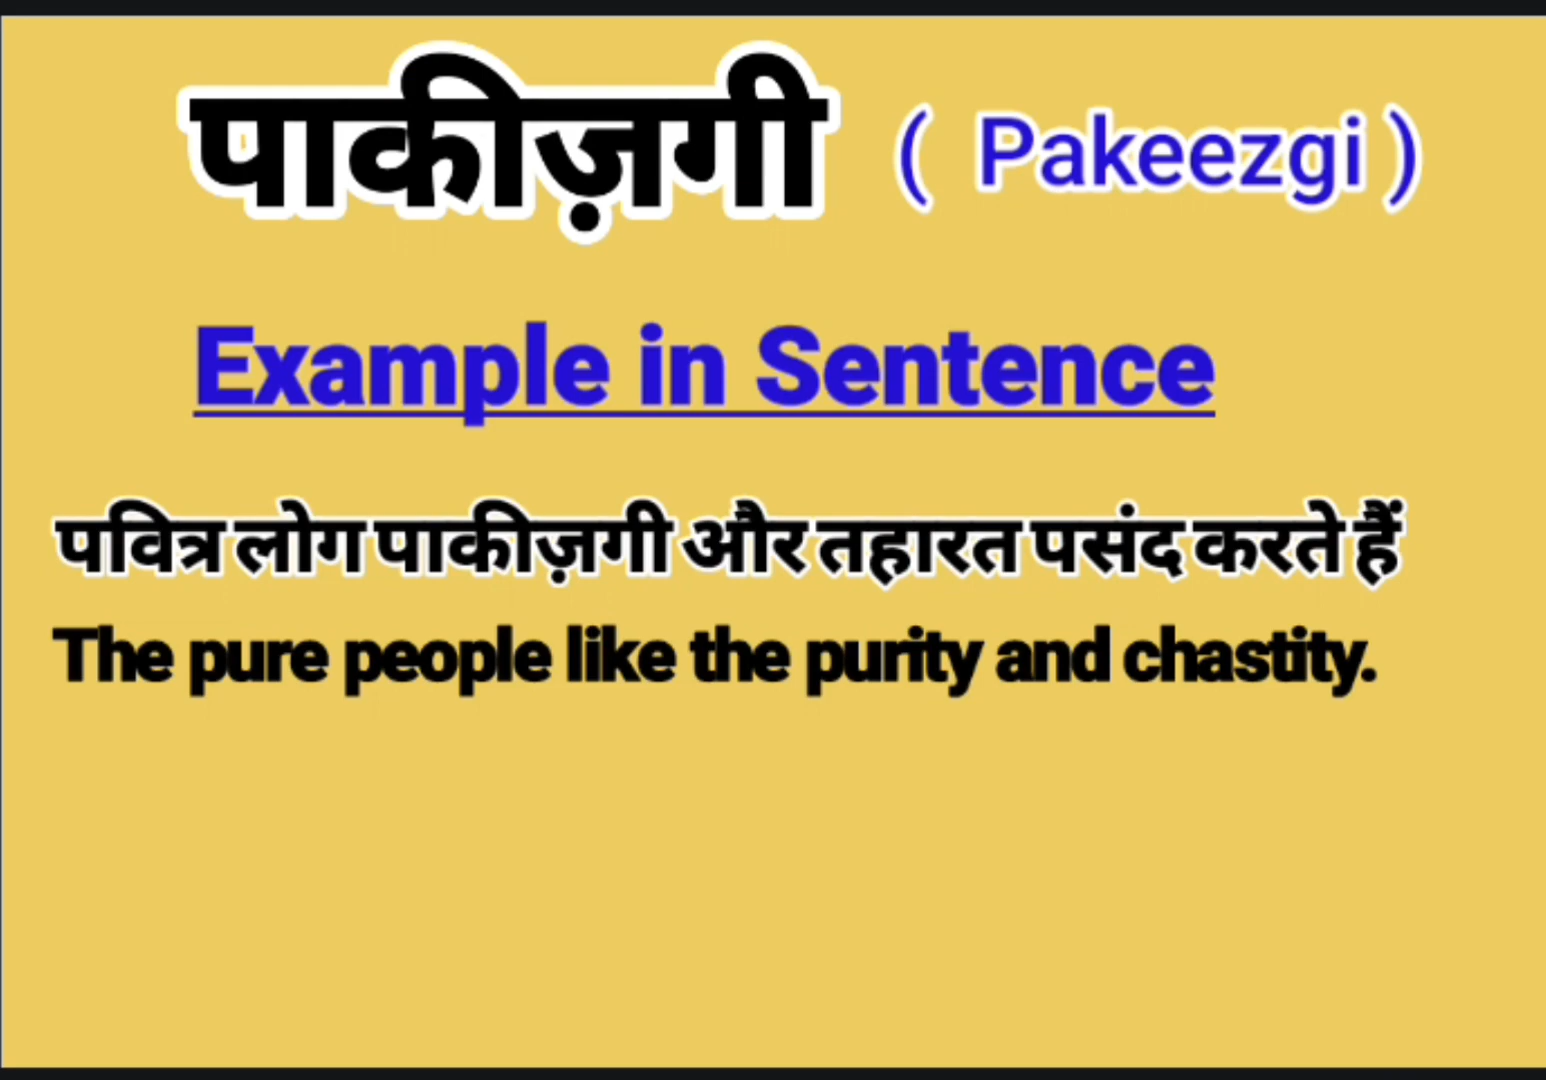 पाकीज़गी ( Pakeezgi )
Example in Sentence
पवित्र लोग पाकीज़गी और तहारत पसंद करते हैं
The pure people like the purity and chastity.